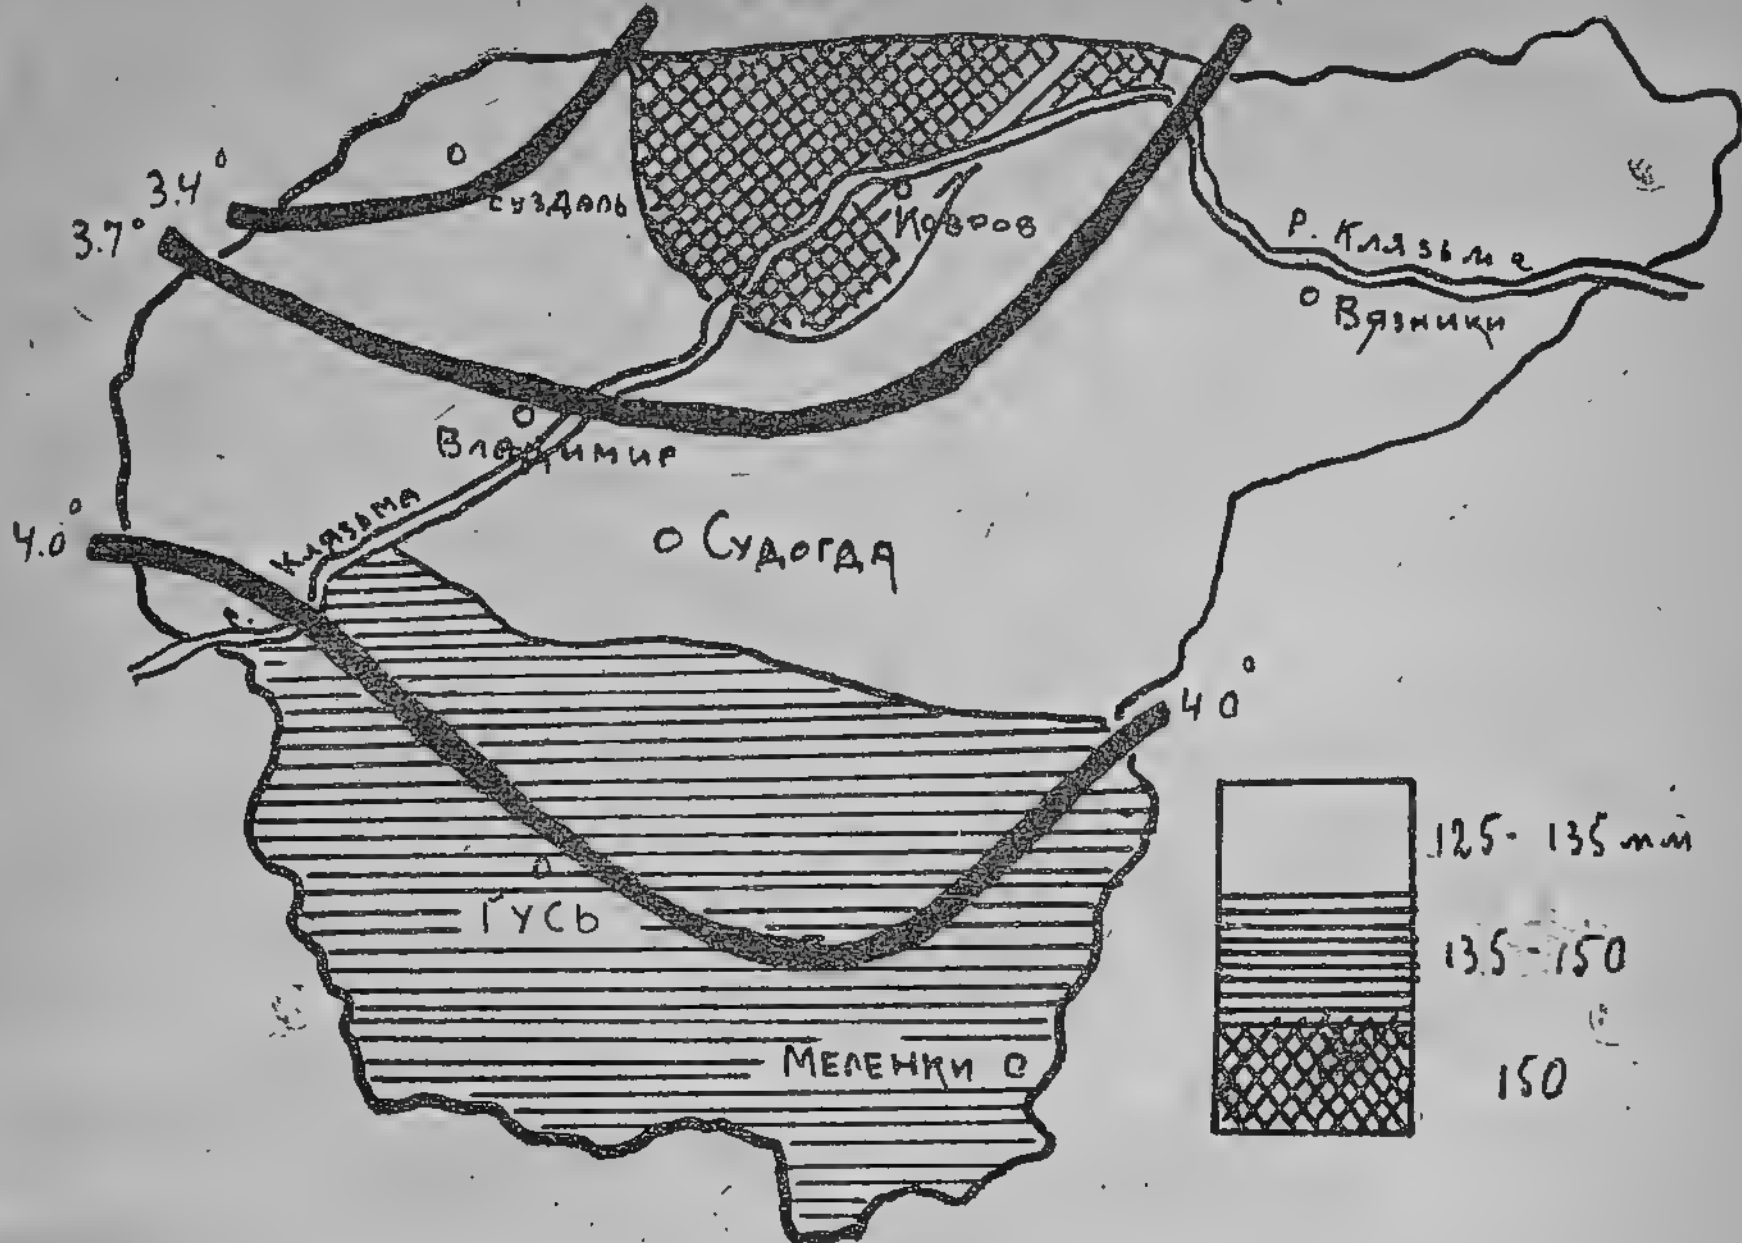 3.4°
3.7°
Суздаль
Ковров
Р. Клязьма
Вязники
Владимир
4.0°
р. Клязьма
Судогда
4 0°
Гусь
Меленки
125- 135 мм
135-150
150